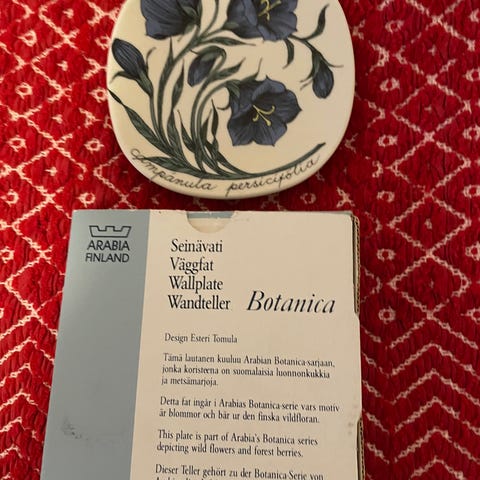 Campanula persicifolia
ARABIA
FINLAND
Seinävati
Väggfat
Wallplate
Wandteller Botanica
Design Esteri Tomula
Tämä lautanen kuuluu Arabian Botanica-sarjaan,
jonka koristeena on suomalaisia luonnonkukkia
ja metsämarjoja.
Detta fat ingår i Arabias Botanica-serie vars motiv
är blommor och bär ur den finska vildfloran.
This plate is part of Arabia's Botanica series
depicting wild flowers and forest berries.
Dieser Teller gehört zu der Botanica-Serie von